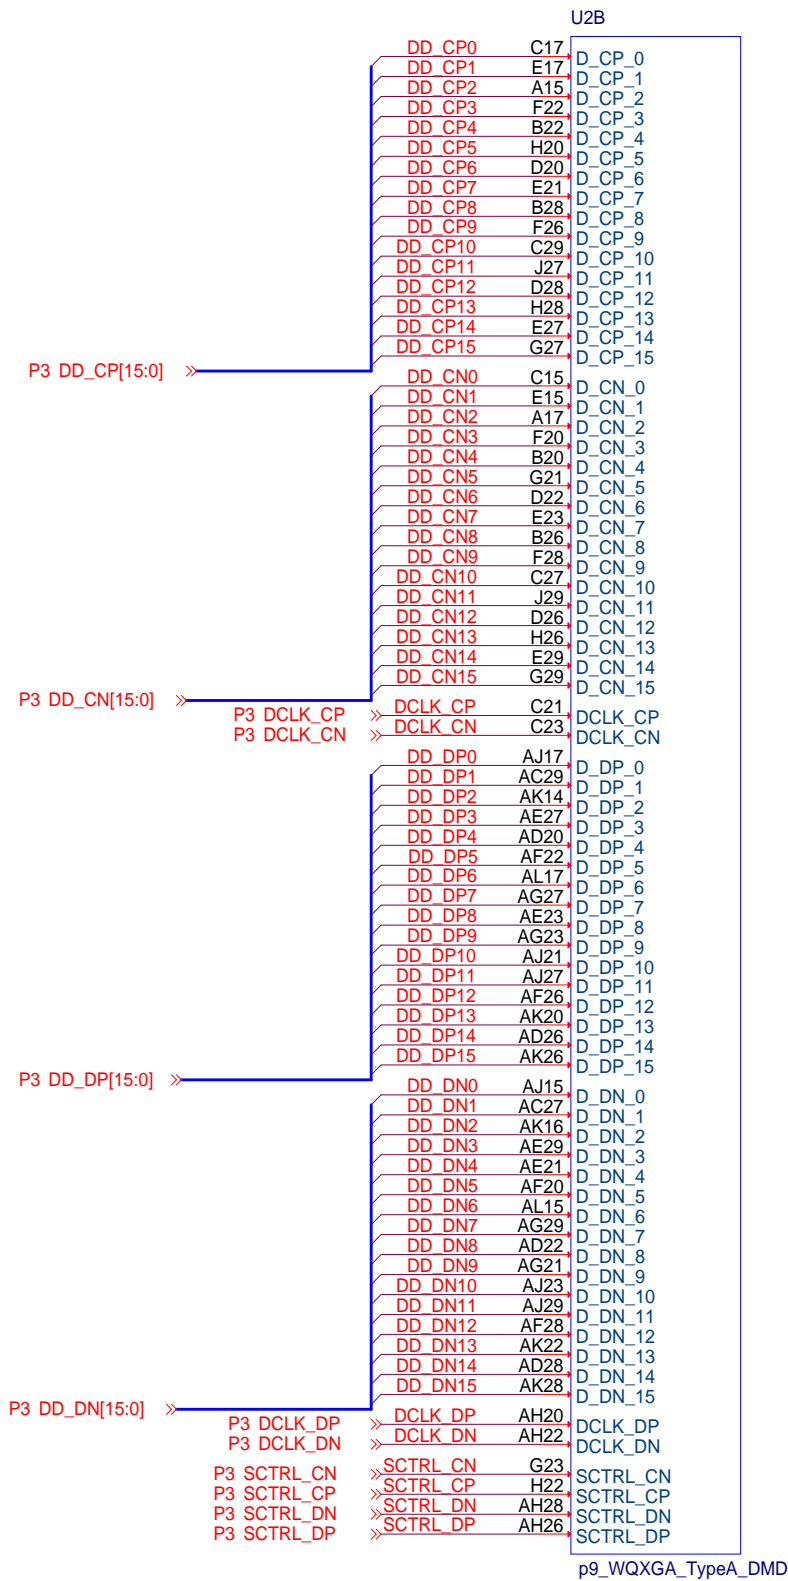 U2B
DD_CP0 C17 D_CP_0
DD_CP1 E17 D_CP_1
DD_CP2 A15 D_CP_2
DD_CP3 F22 D_CP_3
DD_CP4 B22 D_CP_4
DD_CP5 H20 D_CP_5
DD_CP6 D20 D_CP_6
DD_CP7 E21 D_CP_7
DD_CP8 B28 D_CP_8
DD_CP9 F26 D_CP_9
DD_CP10 C29 D_CP_10
DD_CP11 J27 D_CP_11
DD_CP12 D28 D_CP_12
DD_CP13 H28 D_CP_13
DD_CP14 E27 D_CP_14
DD_CP15 G27 D_CP_15
P3 DD_CP[15:0]
DD_CN0 C15 D_CN_0
DD_CN1 E15 D_CN_1
DD_CN2 A17 D_CN_2
DD_CN3 F20 D_CN_3
DD_CN4 B20 D_CN_4
DD_CN5 G21 D_CN_5
DD_CN6 D22 D_CN_6
DD_CN7 E23 D_CN_7
DD_CN8 B26 D_CN_8
DD_CN9 F28 D_CN_9
DD_CN10 C27 D_CN_10
DD_CN11 J29 D_CN_11
DD_CN12 D26 D_CN_12
DD_CN13 H26 D_CN_13
DD_CN14 E29 D_CN_14
DD_CN15 G29 D_CN_15
P3 DD_CN[15:0]
P3 DCLK_CP DCLK_CP C21 DCLK_CP
P3 DCLK_CN DCLK_CN C23 DCLK_CN
DD_DP0 AJ17 D_DP_0
DD_DP1 AC29 D_DP_1
DD_DP2 AK14 D_DP_2
DD_DP3 AE27 D_DP_3
DD_DP4 AD20 D_DP_4
DD_DP5 AF22 D_DP_5
DD_DP6 AL17 D_DP_6
DD_DP7 AG27 D_DP_7
DD_DP8 AE23 D_DP_8
DD_DP9 AG23 D_DP_9
DD_DP10 AJ21 D_DP_10
DD_DP11 AJ27 D_DP_11
DD_DP12 AF26 D_DP_12
DD_DP13 AK20 D_DP_13
DD_DP14 AD26 D_DP_14
DD_DP15 AK26 D_DP_15
P3 DD_DP[15:0]
DD_DN0 AJ15 D_DN_0
DD_DN1 AC27 D_DN_1
DD_DN2 AK16 D_DN_2
DD_DN3 AE29 D_DN_3
DD_DN4 AE21 D_DN_4
DD_DN5 AF20 D_DN_5
DD_DN6 AL15 D_DN_6
DD_DN7 AG29 D_DN_7
DD_DN8 AD22 D_DN_8
DD_DN9 AG21 D_DN_9
DD_DN10 AJ23 D_DN_10
DD_DN11 AJ29 D_DN_11
DD_DN12 AF28 D_DN_12
DD_DN13 AK22 D_DN_13
DD_DN14 AD28 D_DN_14
DD_DN15 AK28 D_DN_15
P3 DD_DN[15:0]
P3 DCLK_DP DCLK_DP AH20 DCLK_DP
P3 DCLK_DN DCLK_DN AH22 DCLK_DN
P3 SCTRL_CN SCTRL_CN G23 SCTRL_CN
P3 SCTRL_CP SCTRL_CP H22 SCTRL_CP
P3 SCTRL_DN SCTRL_DN AH28 SCTRL_DN
P3 SCTRL_DP SCTRL_DP AH26 SCTRL_DP
p9_WQXGA_TypeA_DMD